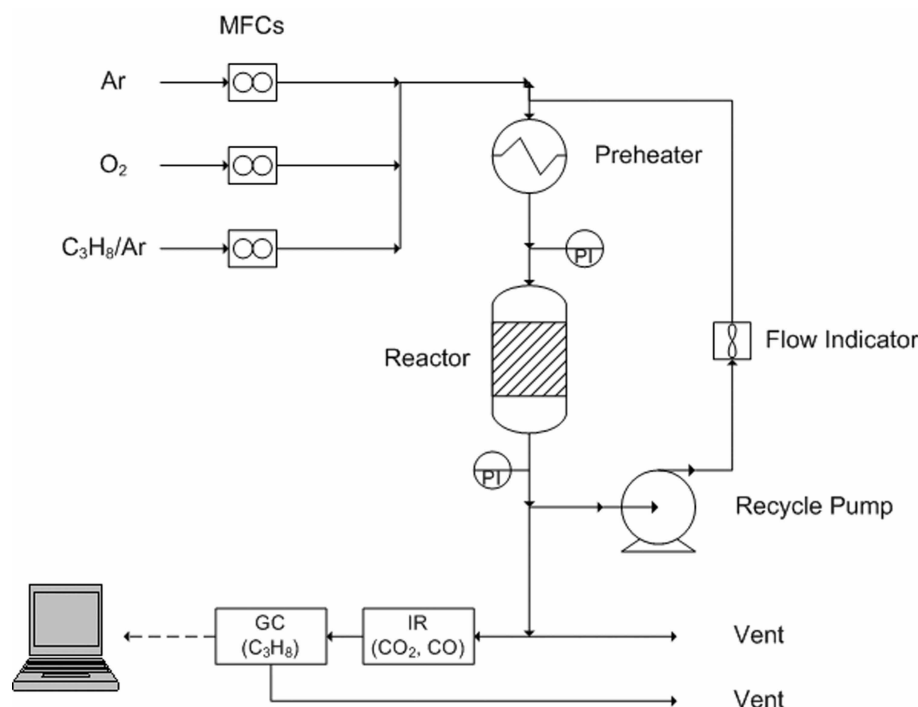 MFCs
Ar
O₂
Preheater
C₃H₈/Ar
PI
Flow Indicator
Reactor
PI
Recycle Pump
GC
(C₃H₈)
IR
(CO₂, CO)
Vent
Vent